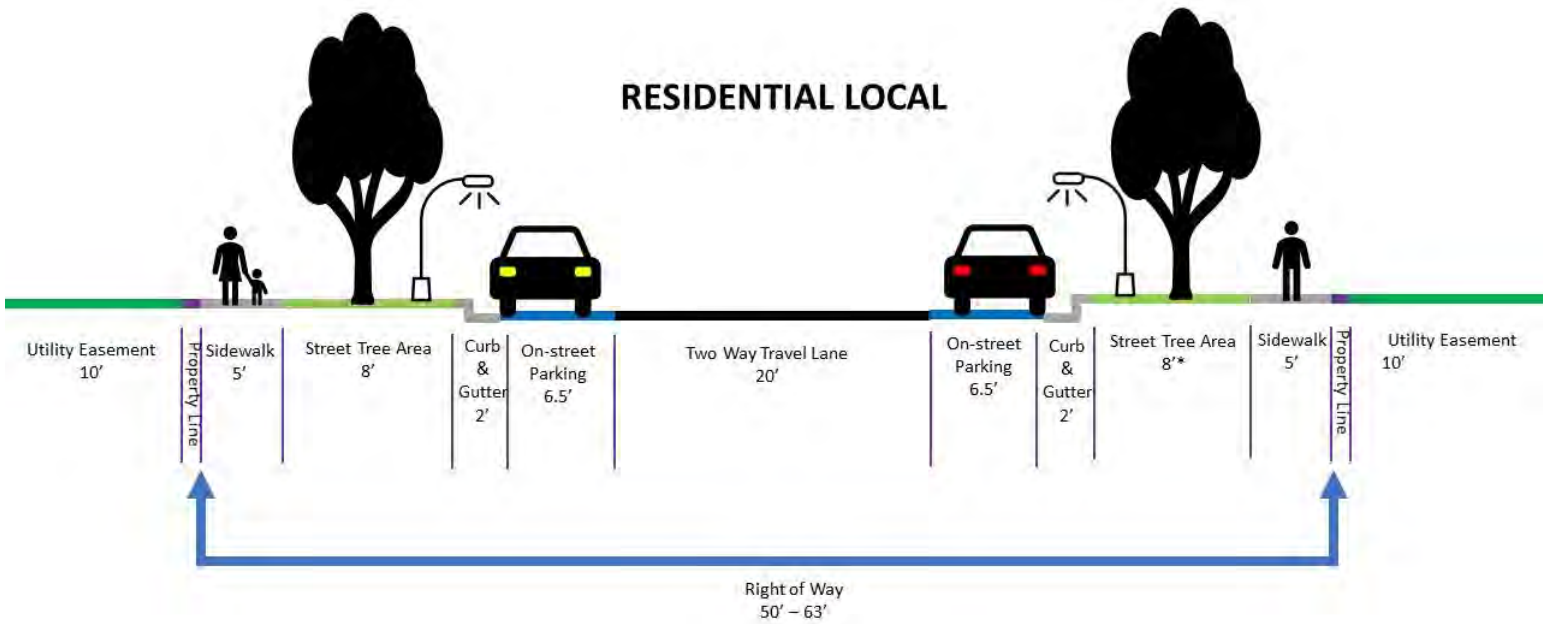 RESIDENTIAL LOCAL
Utility Easement
10’
Property Line
Sidewalk
5’
Street Tree Area
8’
Curb
&
Gutter
2’
On-street
Parking
6.5’
Two Way Travel Lane
20’
On-street
Parking
6.5’
Curb
&
Gutter
2’
Street Tree Area
8’*
Sidewalk
5’
Property Line
Utility Easement
10’
Right of Way
50’ – 63’